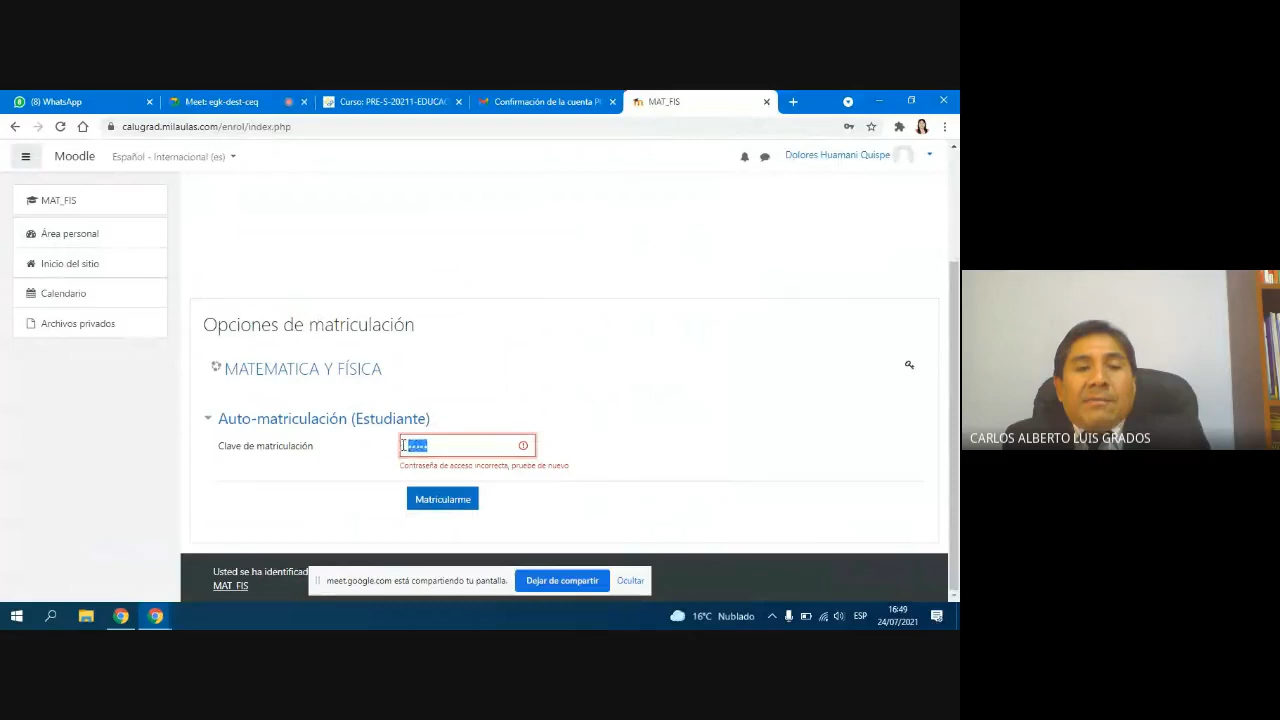 (8) WhatsApp
Meet: egk-dest-ceq
Curso: PRE-S-20211-EDUCAC
Confirmación de la cuenta P
MAT_FIS
calugrad.milaulas.com/enrol/index.php
Moodle
Español - Internacional (es)
Dolores Huamani Quispe
MAT_FIS
Área personal
Inicio del sitio
Calendario
Archivos privados
Opciones de matriculación
MATEMATICA Y FÍSICA
Auto-matriculación (Estudiante)
Clave de matriculación
Contraseña de acceso incorrecta, pruebe de nuevo
Matricularme
Usted se ha identificad
MAT_FIS
meet.google.com está compartiendo tu pantalla.
Dejar de compartir
Ocultar
16°C Nublado
ESP
16:49
24/07/2021
CARLOS ALBERTO LUIS GRADOS